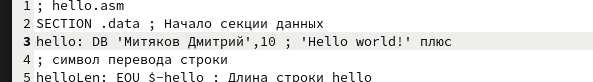 1 ; hello.asm
2 SECTION .data ; Начало секции данных
3 hello: DB 'Митяков Дмитрий',10 ; 'Hello world!' плюс
4 ; символ перевода строки
5 helloLen: EQU $-hello ; Длина строки hello